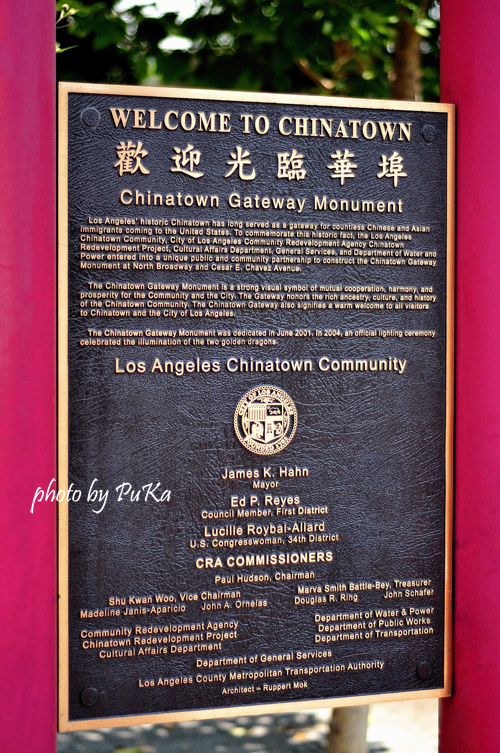 WELCOME TO CHINATOWN
歡迎光臨華埠
Chinatown Gateway Monument
Los Angeles' historic Chinatown has long served as a gateway for countless Chinese and Asian
immigrants coming to the United States. To commemorate this historic fact, the Los Angeles
Chinatown Community, City of Los Angeles Community Redevelopment Agency Chinatown
Redevelopment Project, Cultural Affairs Department, General Services, and Department of Water and
Power entered into a unique public and community partnership to construct the Chinatown Gateway
Monument at North Broadway and Cesar E. Chavez Avenue.
The Chinatown Gateway Monument is a strong visual symbol of mutual cooperation, harmony, and
prosperity for the Community and the City. The Gateway honors the rich ancestry, culture, and history
of the Chinatown Community. The Chinatown Gateway also signifies a warm welcome to all visitors
to Chinatown and the City of Los Angeles.
The Chinatown Gateway Monument was dedicated in June 2001. In 2004, an official lighting ceremony
celebrated the illumination of the two golden dragons.
Los Angeles Chinatown Community
CITY OF LOS ANGELES
FOUNDED 1781
James K. Hahn
Mayor
Ed P. Reyes
Council Member, First District
Lucille Roybal-Allard
U.S. Congresswoman, 34th District
CRA COMMISSIONERS
Paul Hudson, Chairman
Shu Kwan Woo, Vice Chairman
Marva Smith Battle-Bey, Treasurer
Madeline Janis-Aparicio John A. Ornelas Douglas R. Ring John Schafer
Community Redevelopment Agency
Chinatown Redevelopment Project
Cultural Affairs Department
Department of Water & Power
Department of Public Works
Department of Transportation
Department of General Services
Los Angeles County Metropolitan Transportation Authority
Architect – Ruppert Mok
photo by PuKa